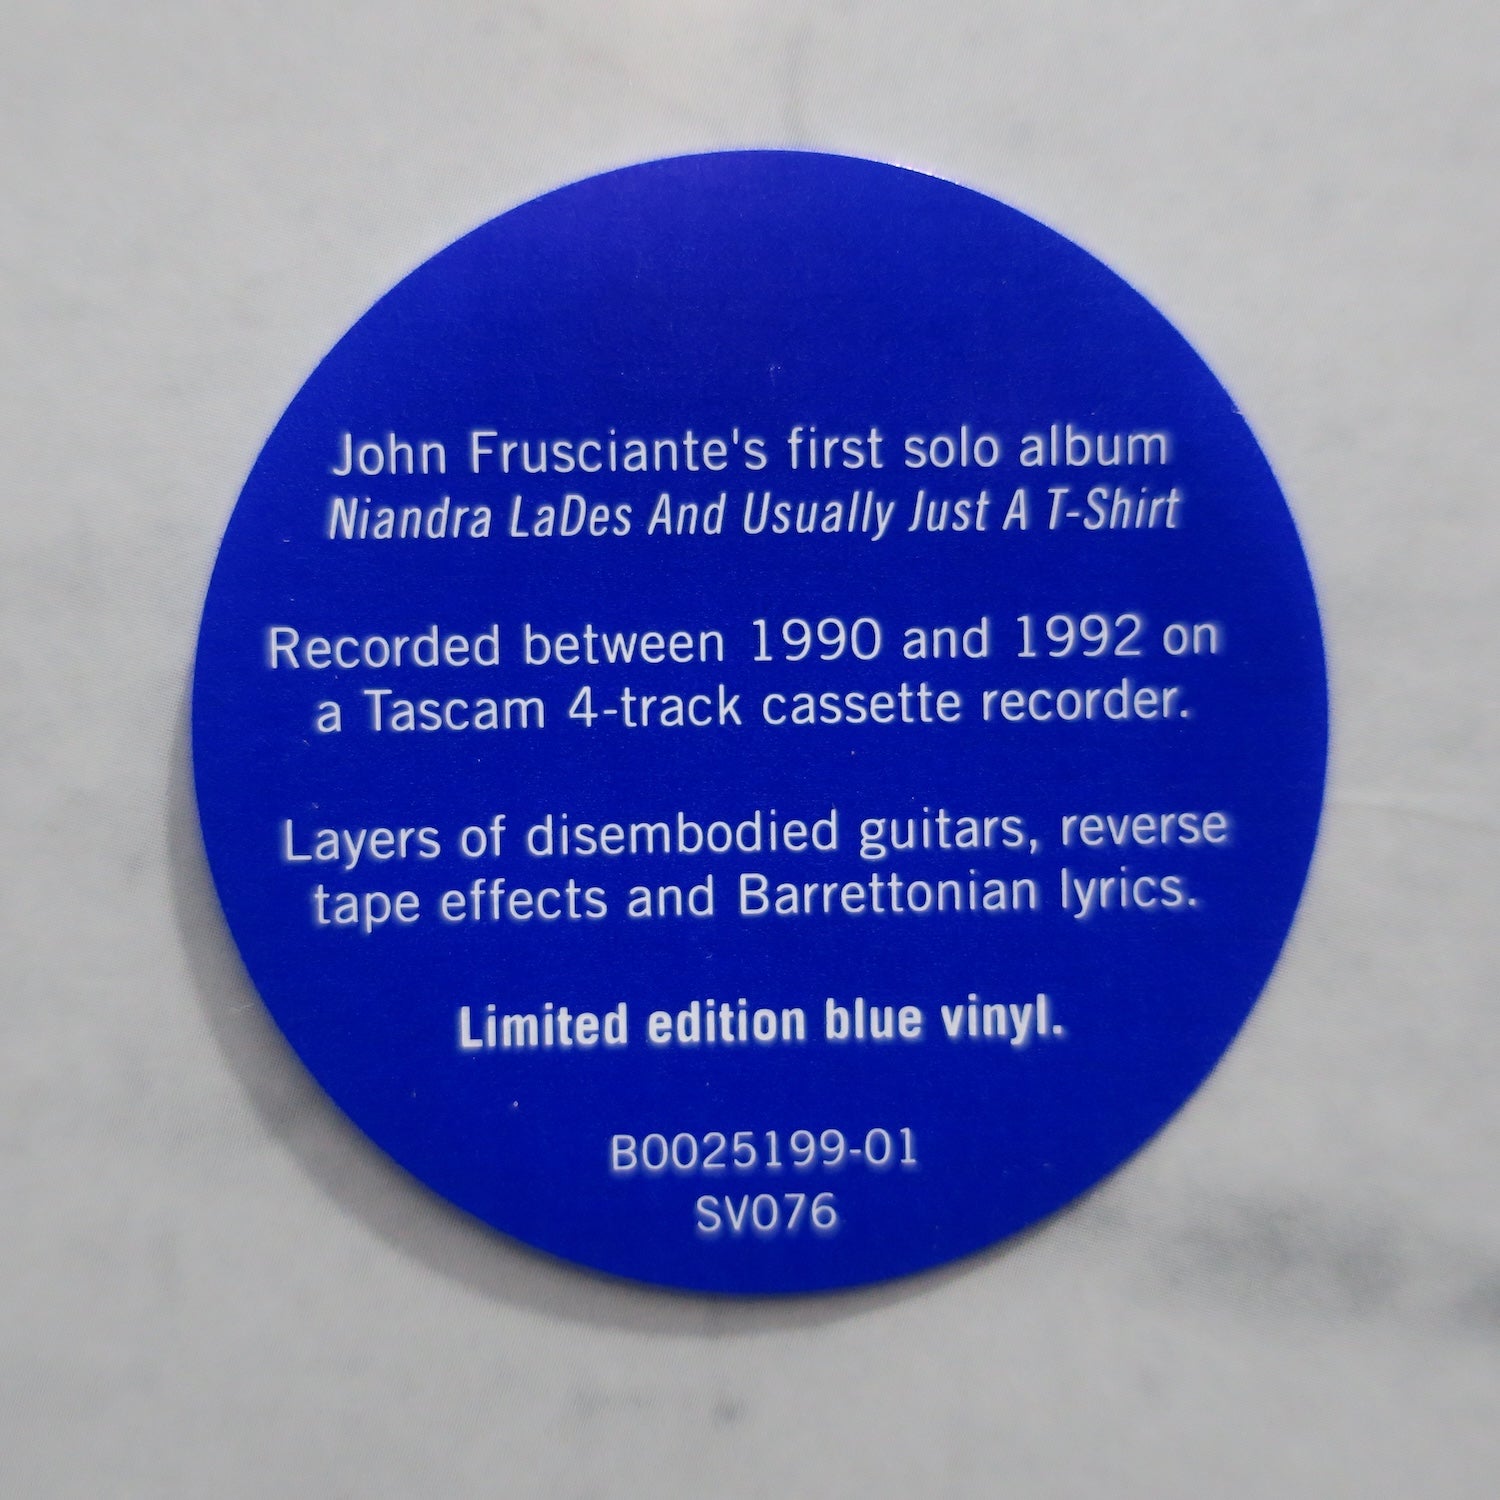 John Frusciante's first solo album
Niandra LaDes And Usually Just A T-Shirt
Recorded between 1990 and 1992 on
a Tascam 4-track cassette recorder.
Layers of disembodied guitars, reverse
tape effects and Barrettonian lyrics.
Limited edition blue vinyl.
B0025199-01
SV076